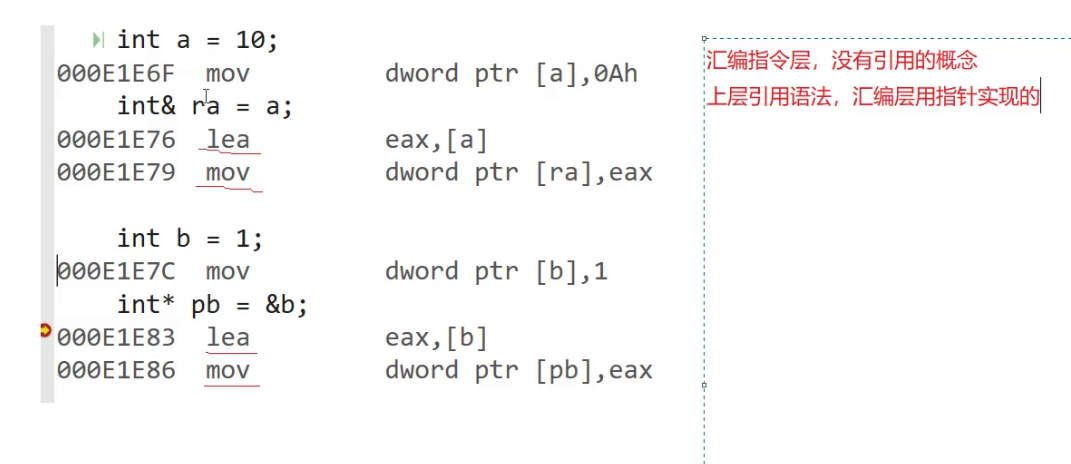 int a = 10;
000E1E6F mov dword ptr [a],0Ah
int& ra = a;
000E1E76 lea eax,[a]
000E1E79 mov dword ptr [ra],eax
int b = 1;
000E1E7C mov dword ptr [b],1
int* pb = &b;
000E1E83 lea eax,[b]
000E1E86 mov dword ptr [pb],eax
汇编指令层，没有引用的概念
上层引用语法，汇编层用指针实现的